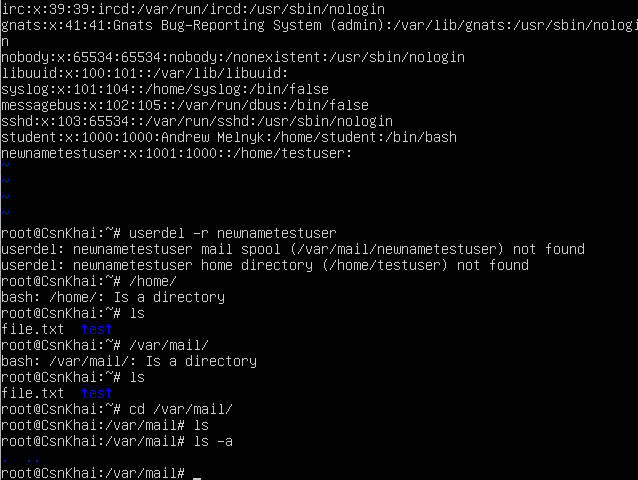 irc:x:39:39:ircd:/var/run/ircd:/usr/sbin/nologin
gnats:x:41:41:Gnats Bug-Reporting System (admin):/var/lib/gnats:/usr/sbin/nologi
n
nobody:x:65534:65534:nobody:/nonexistent:/usr/sbin/nologin
libuuid:x:100:101::/var/lib/libuuid:
syslog:x:101:104::/home/syslog:/bin/false
messagebus:x:102:105::/var/run/dbus:/bin/false
sshd:x:103:65534::/var/run/sshd:/usr/sbin/nologin
student:x:1000:1000:Andrew Melnyk:/home/student:/bin/bash
newnametestuser:x:1001:1000::/home/testuser:
~
~
~
~
root@CsnKhai:~# userdel -r newnametestuser
userdel: newnametestuser mail spool (/var/mail/newnametestuser) not found
userdel: newnametestuser home directory (/home/testuser) not found
root@CsnKhai:~# /home/
bash: /home/: Is a directory
root@CsnKhai:~# ls
file.txt  test
root@CsnKhai:~# /var/mail/
bash: /var/mail/: Is a directory
root@CsnKhai:~# ls
file.txt  test
root@CsnKhai:~# cd /var/mail/
root@CsnKhai:/var/mail# ls
root@CsnKhai:/var/mail# ls -a
.  ..
root@CsnKhai:/var/mail# _